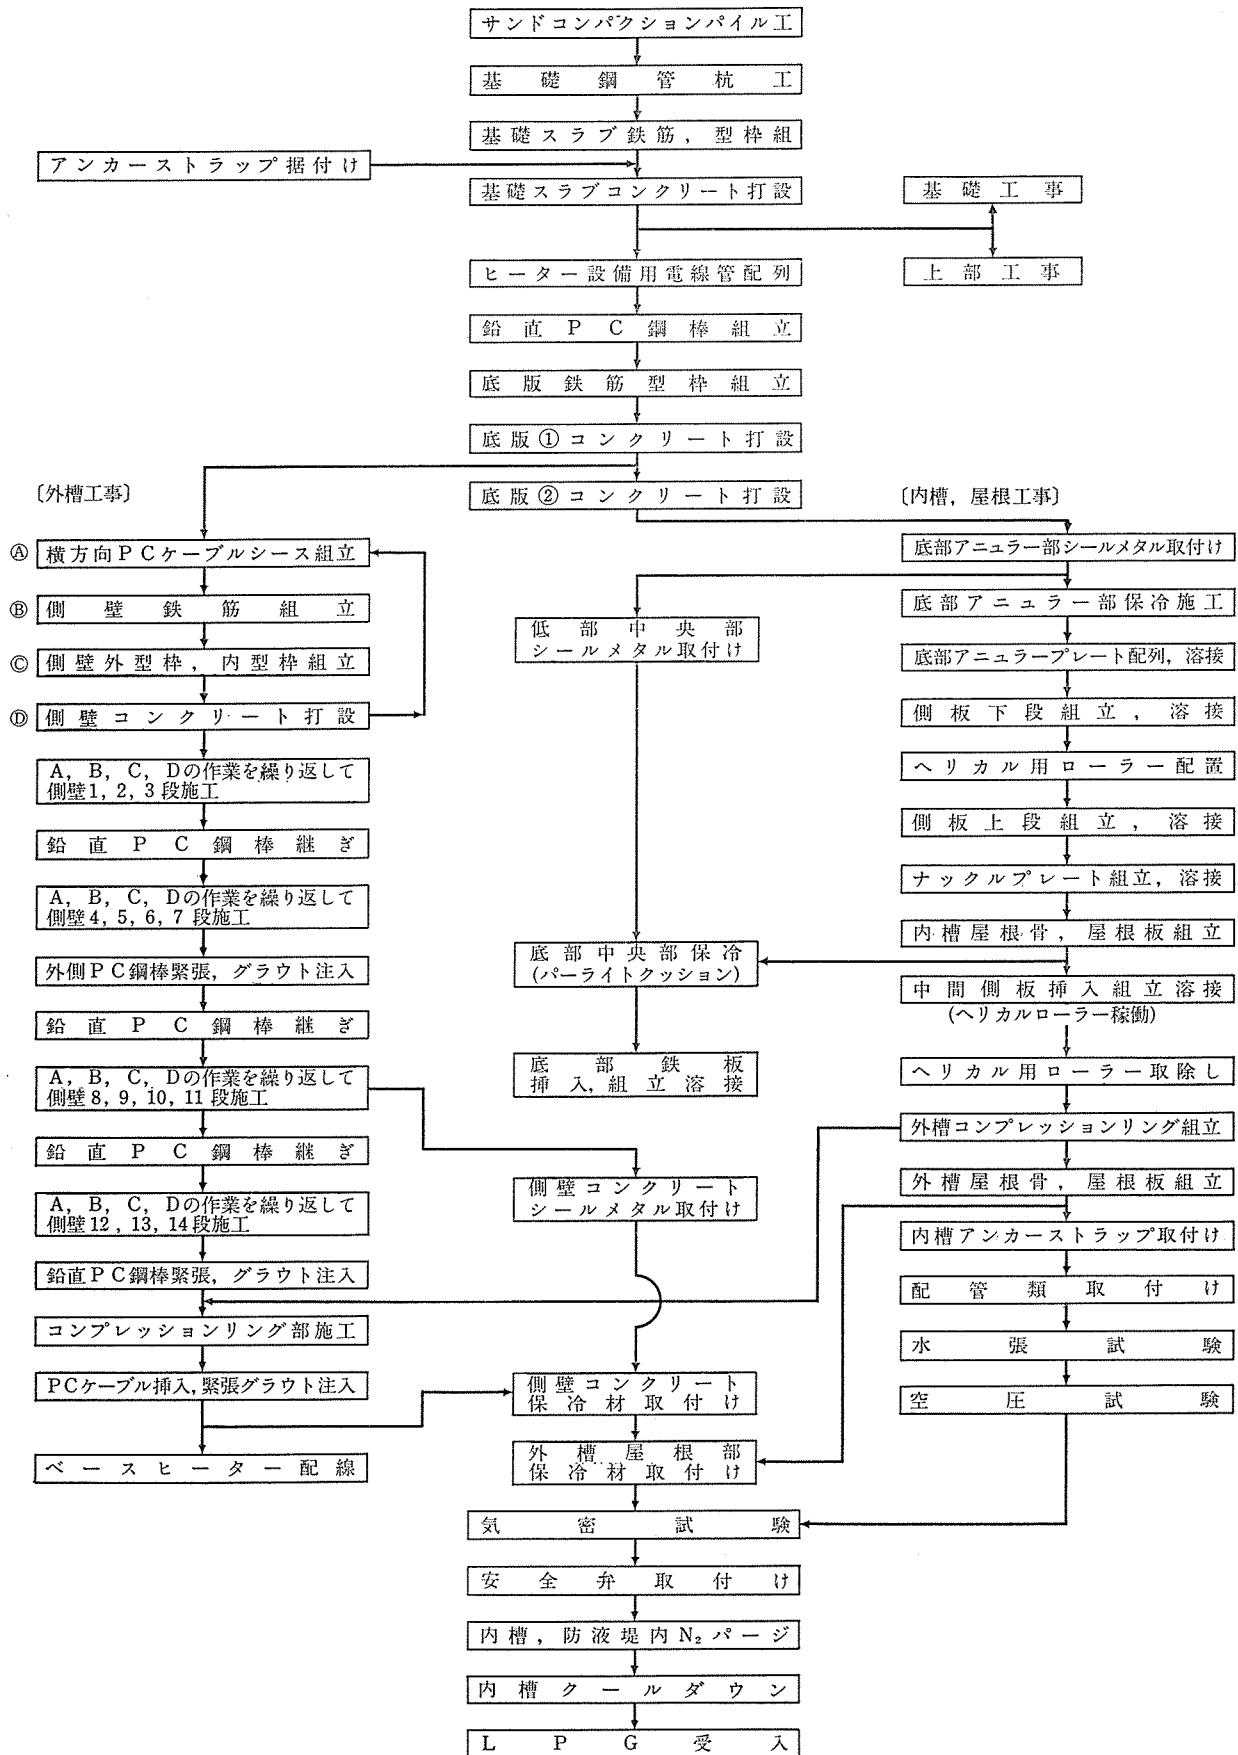 サンドコンパクションパイル工
基礎鋼管杭工
基礎スラブ鉄筋，型枠組
アンカーストラップ据付け
基礎スラブコンクリート打設
基礎工事
上部工事
ヒーター設備用電線管配列
鉛直PC鋼棒組立
底版鉄筋型枠組立
底版①コンクリート打設
底版②コンクリート打設
〔外槽工事〕
Ⓐ 横方向PCケーブルシース組立
Ⓑ 側壁鉄筋組立
Ⓒ 側壁外型枠，内型枠組立
Ⓓ 側壁コンクリート打設
A，B，C，Dの作業を繰り返して
側壁1，2，3段施工
鉛直PC鋼棒継ぎ
A，B，C，Dの作業を繰り返して
側壁4，5，6，7段施工
外側PC鋼棒緊張，グラウト注入
鉛直PC鋼棒継ぎ
A，B，C，Dの作業を繰り返して
側壁8，9，10，11段施工
鉛直PC鋼棒継ぎ
A，B，C，Dの作業を繰り返して
側壁12，13，14段施工
鉛直PC鋼棒緊張，グラウト注入
コンプレッションリング部施工
PCケーブル挿入，緊張グラウト注入
ベースヒーター配線
低部中央部
シールメタル取付け
底部中央部保冷
(パーライトクッション)
底部鉄板
挿入，組立溶接
側壁コンクリート
シールメタル取付け
側壁コンクリート
保冷材取付け
外槽屋根部
保冷材取付け
〔内槽，屋根工事〕
底部アニュラー部シールメタル取付け
底部アニュラー部保冷施工
底部アニュラープレート配列，溶接
側板下段組立，溶接
ヘリカル用ローラー配置
側板上段組立，溶接
ナックルプレート組立，溶接
内槽屋根骨，屋根板組立
中間側板挿入組立溶接
(ヘリカルローラー稼働)
ヘリカル用ローラー取除し
外槽コンプレッションリング組立
外槽屋根骨，屋根板組立
内槽アンカーストラップ取付け
配管類取付け
水張試験
空圧試験
気密試験
安全弁取付け
内槽，防液堤内N₂パージ
内槽クールダウン
LPG受入